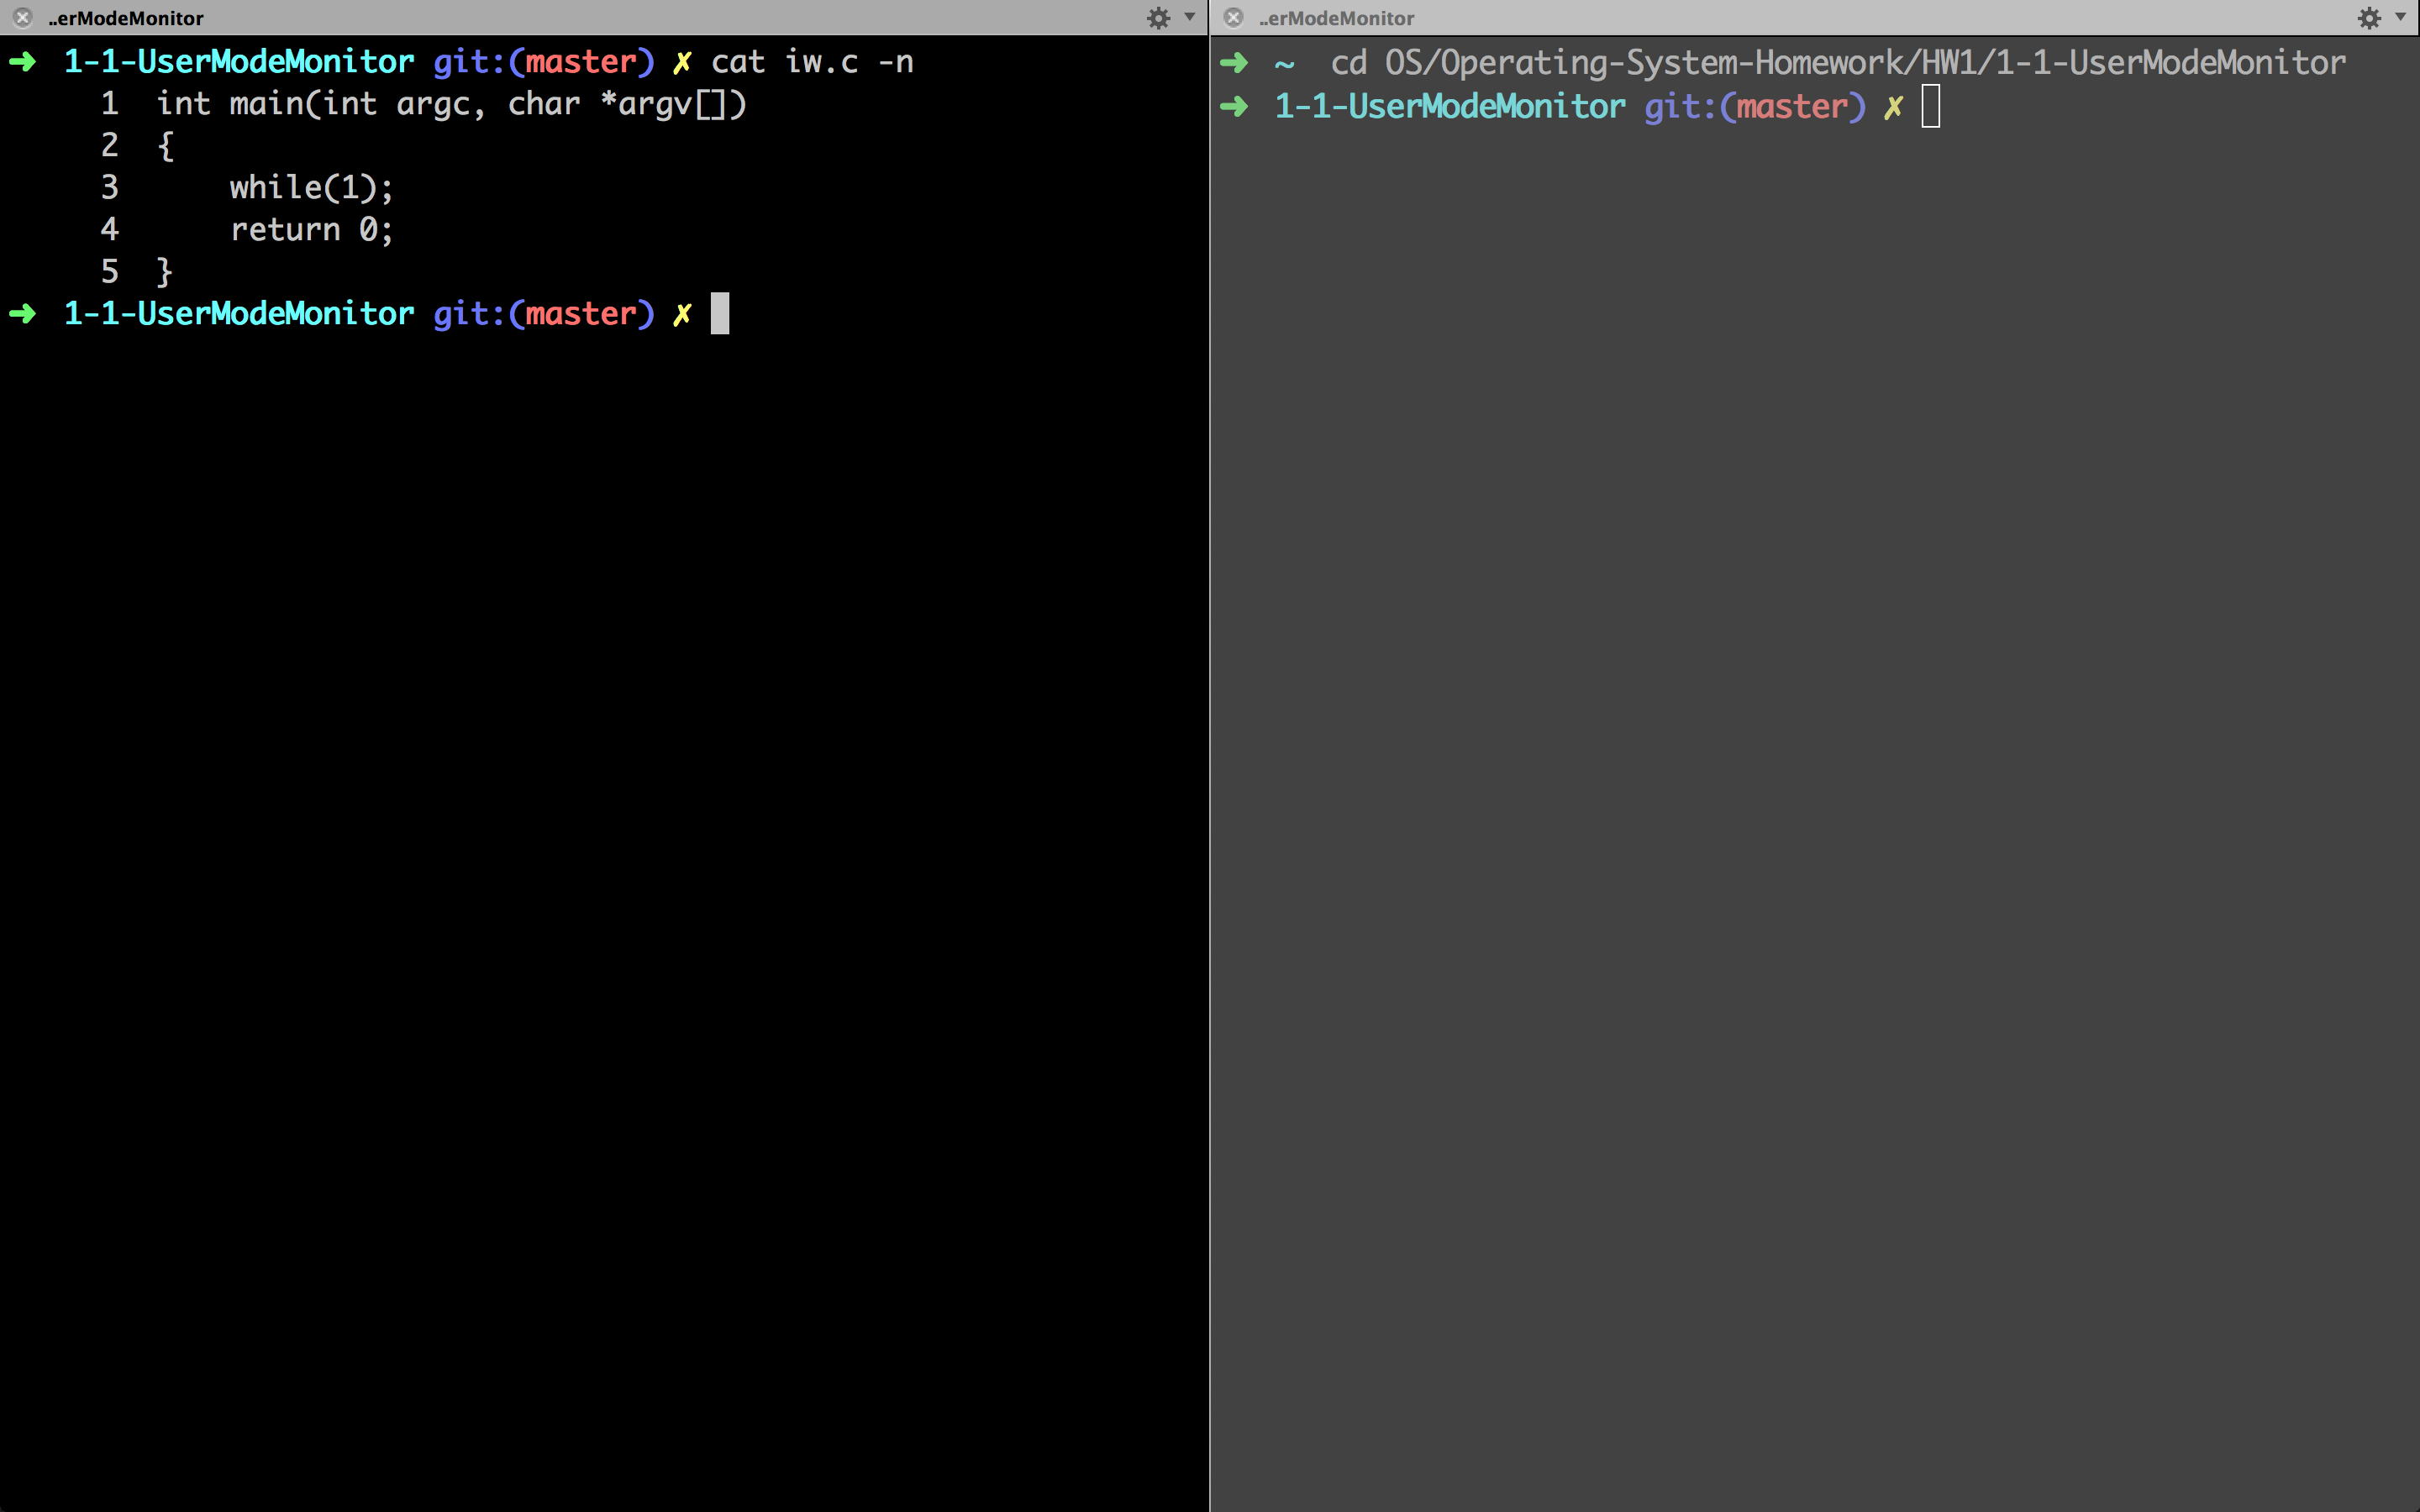 ..erModeMonitor
➜ 1-1-UserModeMonitor git:(master) ✗ cat iw.c -n
1 int main(int argc, char *argv[])
2 {
3     while(1);
4     return 0;
5 }
➜ 1-1-UserModeMonitor git:(master) ✗
..erModeMonitor
➜ ~ cd OS/Operating-System-Homework/HW1/1-1-UserModeMonitor
➜ 1-1-UserModeMonitor git:(master) ✗